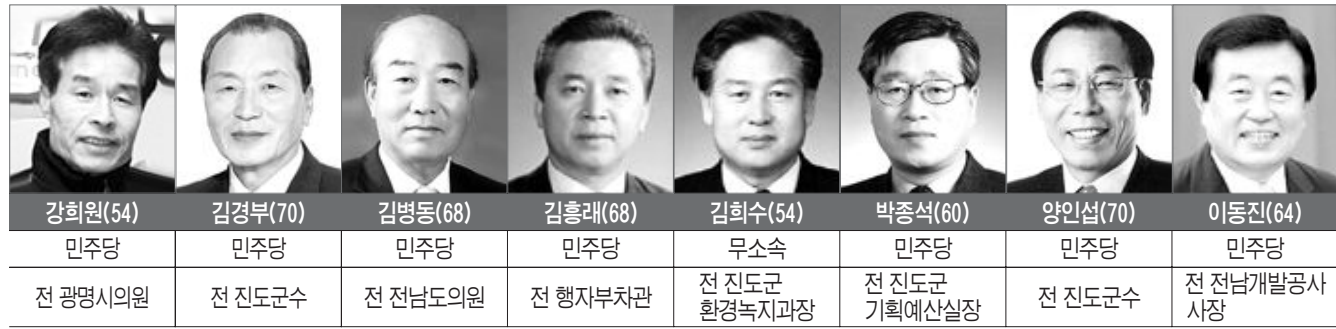 강희원(54) 김경부(70) 김병동(68) 김흥래(68) 김희수(54) 박종석(60) 양인섭(70) 이동진(64)
민주당 민주당 민주당 민주당 무소속 민주당 민주당 민주당
전 광명시의원 전 진도군수 전 전남도의원 전 행자부차관 전 진도군 환경녹지과장 전 진도군 기획예산실장 전 진도군수 전 전남개발공사 사장